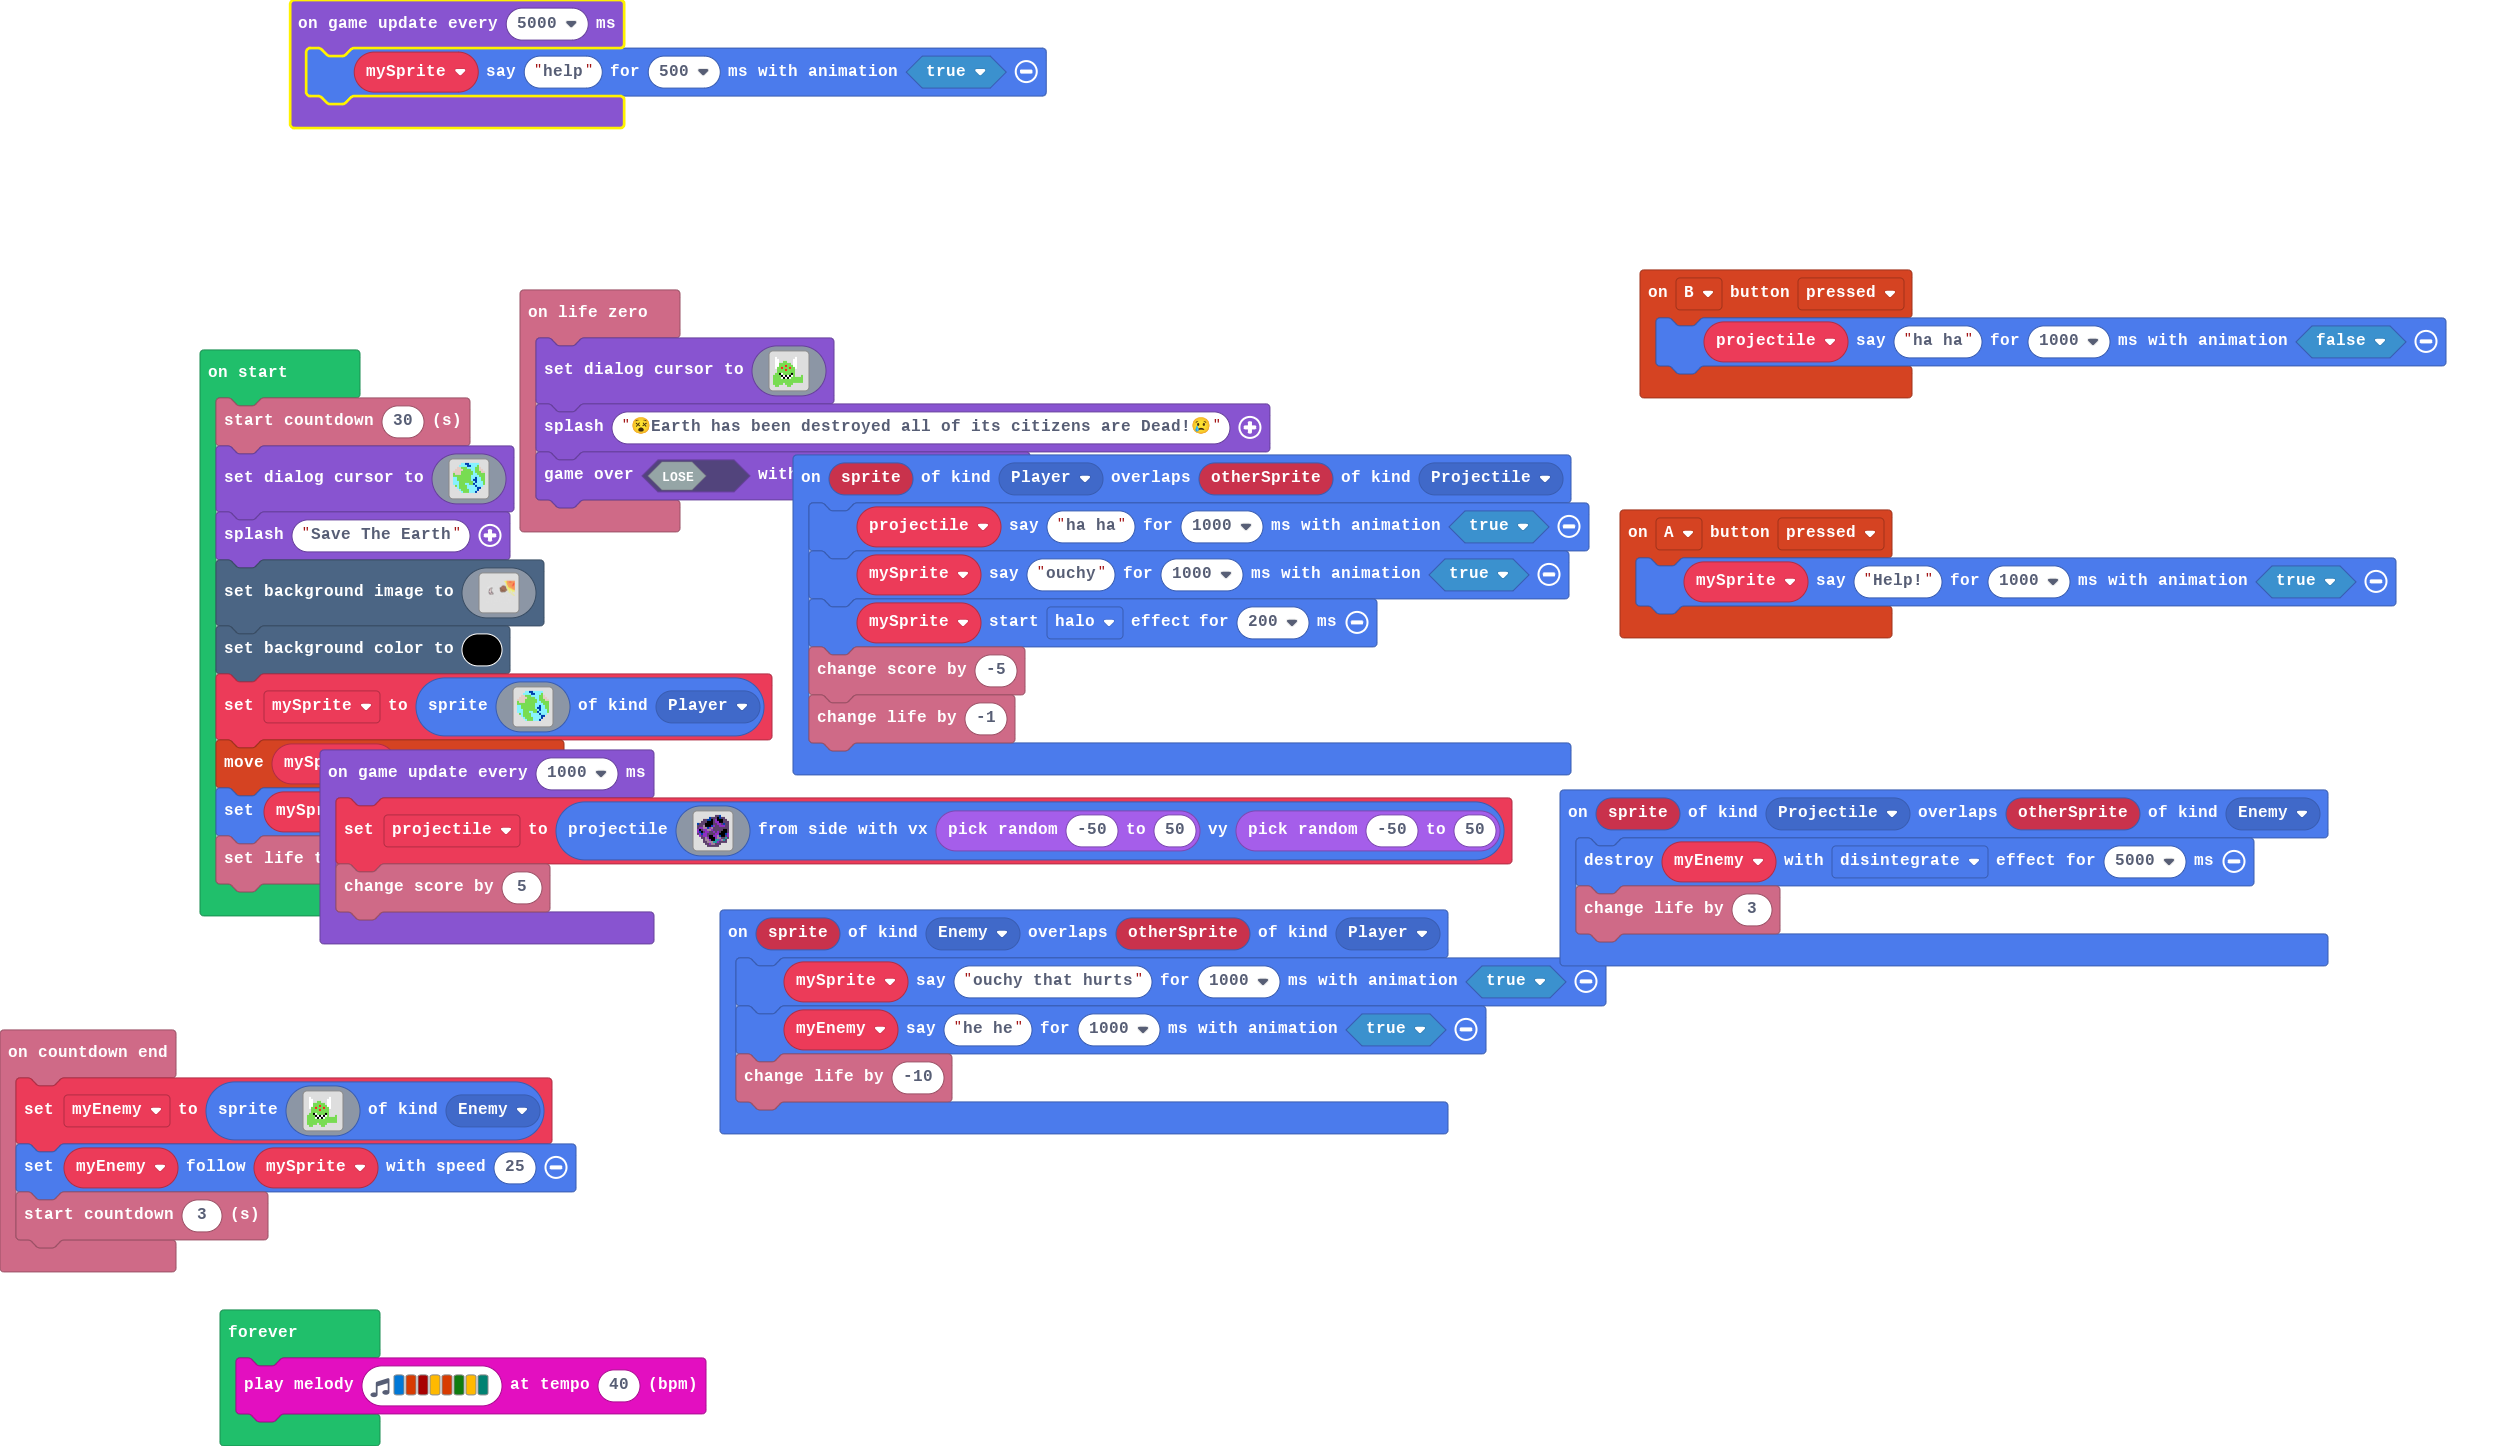 on game update every 5000 ms
mySprite say "help" for 500 ms with animation true
on life zero
set dialog cursor to
splash "😵Earth has been destroyed all of its citizens are Dead!😢"
game over LOSE with
on B button pressed
projectile say "ha ha" for 1000 ms with animation false
on start
start countdown 30 (s)
set dialog cursor to
splash "Save The Earth"
set background image to
set background color to
set mySprite to sprite of kind Player
move mySp
set mySpr
set life t
on sprite of kind Player overlaps otherSprite of kind Projectile
projectile say "ha ha" for 1000 ms with animation true
mySprite say "ouchy" for 1000 ms with animation true
mySprite start halo effect for 200 ms
change score by -5
change life by -1
on A button pressed
mySprite say "Help!" for 1000 ms with animation true
on game update every 1000 ms
set projectile to projectile from side with vx pick random -50 to 50 vy pick random -50 to 50
change score by 5
on sprite of kind Projectile overlaps otherSprite of kind Enemy
destroy myEnemy with disintegrate effect for 5000 ms
change life by 3
on sprite of kind Enemy overlaps otherSprite of kind Player
mySprite say "ouchy that hurts" for 1000 ms with animation true
myEnemy say "he he" for 1000 ms with animation true
change life by -10
on countdown end
set myEnemy to sprite of kind Enemy
set myEnemy follow mySprite with speed 25
start countdown 3 (s)
forever
play melody at tempo 40 (bpm)